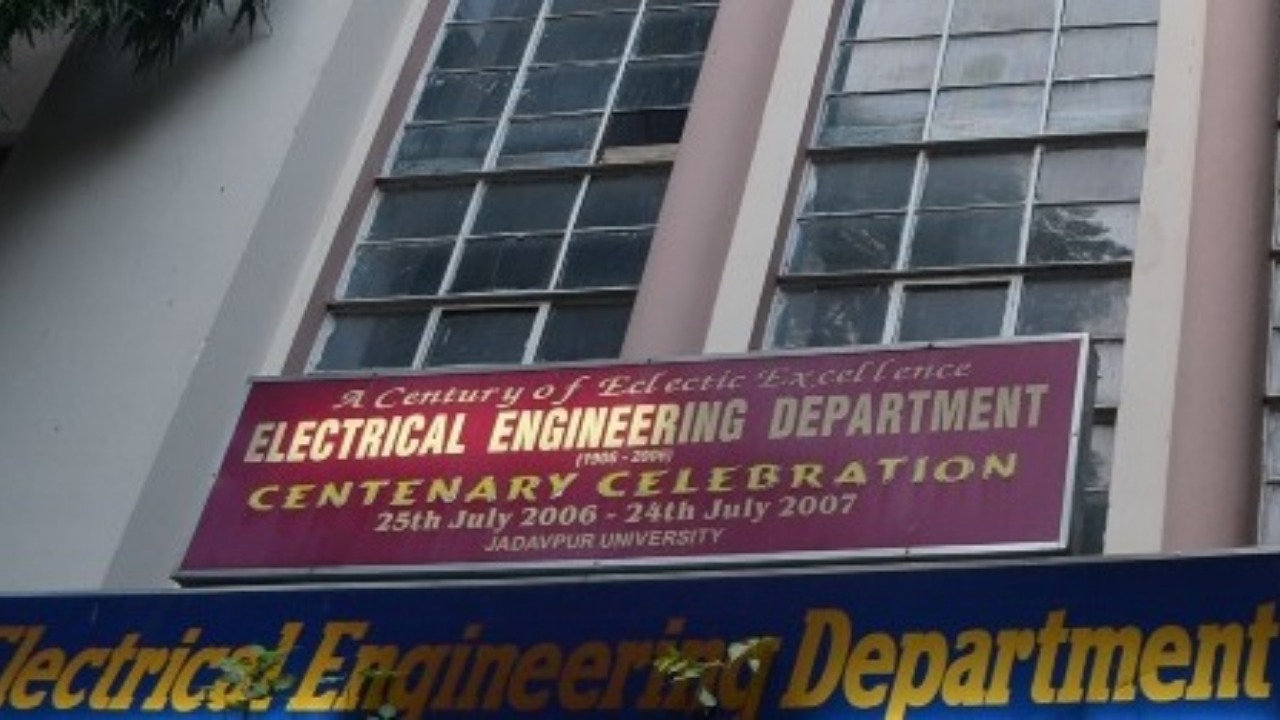 A Century of Eclectic Excellence
ELECTRICAL ENGINEERING DEPARTMENT
(1906 - 2006)
CENTENARY CELEBRATION
25th July 2006 - 24th July 2007
JADAVPUR UNIVERSITY
Electrical Engineering Department